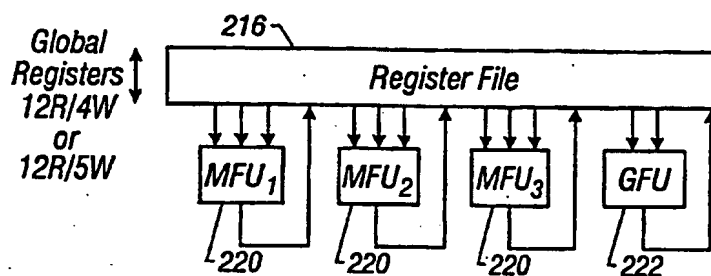 216
Global
Registers
12R/4W
or
12R/5W
Register File
MFU1
MFU2
MFU3
GFU
220
220
220
222